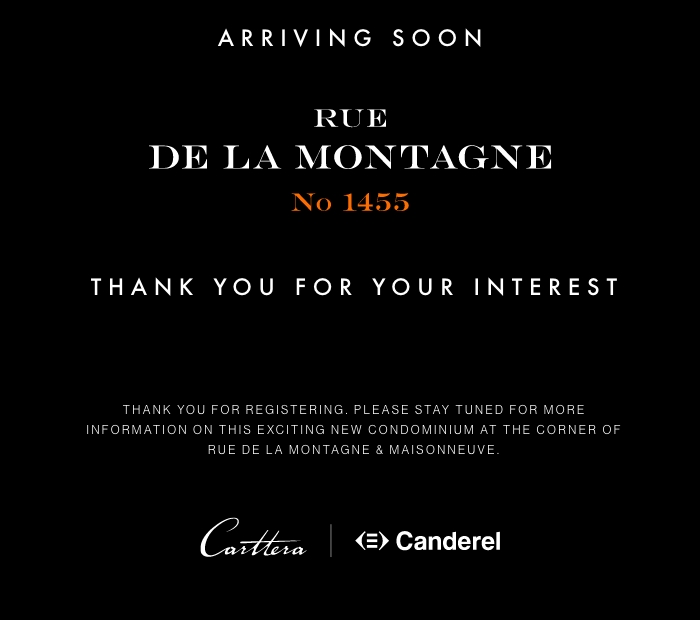 ARRIVING SOON
RUE
DE LA MONTAGNE
No 1455
THANK YOU FOR YOUR INTEREST
THANK YOU FOR REGISTERING. PLEASE STAY TUNED FOR MORE
INFORMATION ON THIS EXCITING NEW CONDOMINIUM AT THE CORNER OF
RUE DE LA MONTAGNE & MAISONNEUVE.
Carttera | Canderel